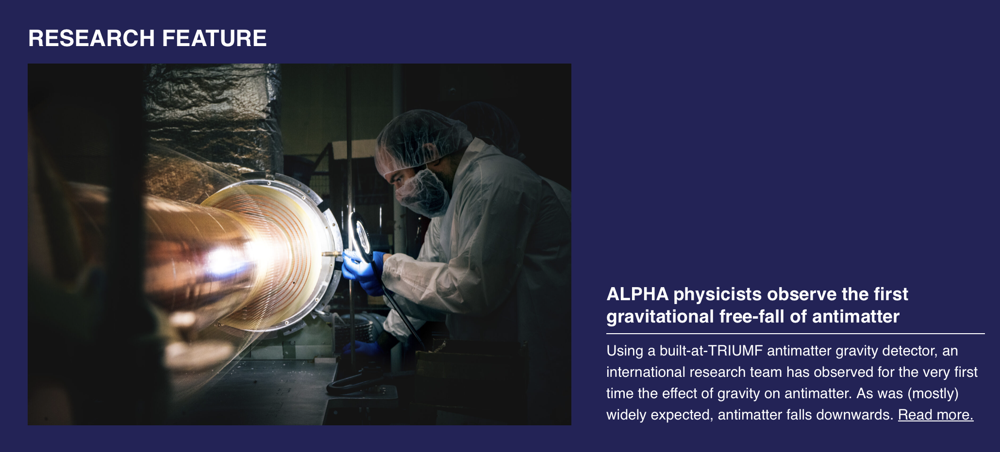 RESEARCH FEATURE
ALPHA physicists observe the first
gravitational free-fall of antimatter
Using a built-at-TRIUMF antimatter gravity detector, an
international research team has observed for the very first
time the effect of gravity on antimatter. As was (mostly)
widely expected, antimatter falls downwards. Read more.